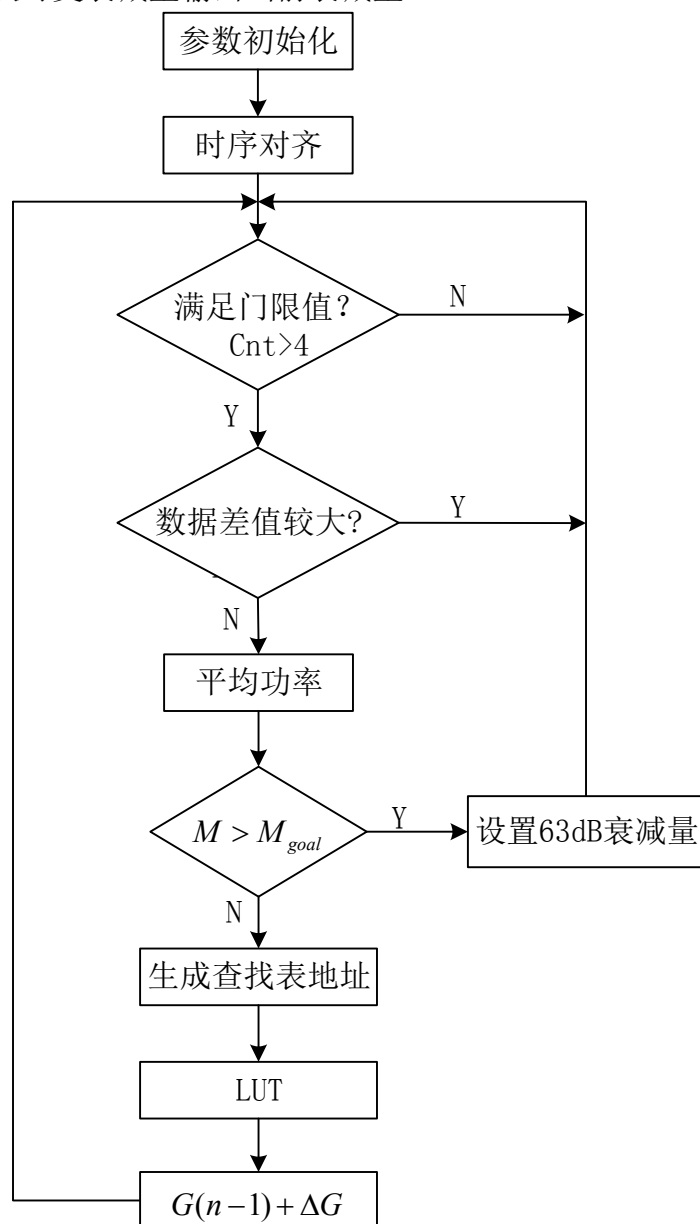 参数初始化
时序对齐
满足门限值?
Cnt>4
N
Y
数据差值较大?
Y
N
平均功率
M > M_goal
Y
设置63dB衰减量
N
生成查找表地址
LUT
G(n−1)+ΔG